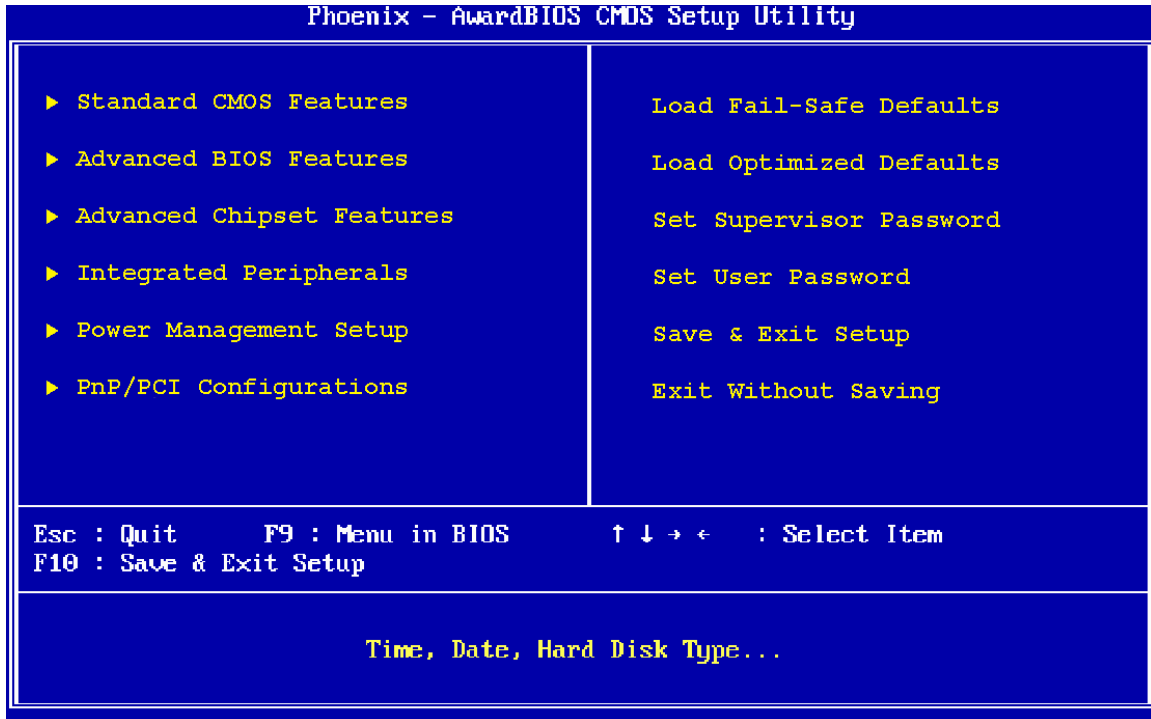 Phoenix - AwardBIOS CMOS Setup Utility
▶ Standard CMOS Features
▶ Advanced BIOS Features
▶ Advanced Chipset Features
▶ Integrated Peripherals
▶ Power Management Setup
▶ PnP/PCI Configurations
Load Fail-Safe Defaults
Load Optimized Defaults
Set Supervisor Password
Set User Password
Save & Exit Setup
Exit Without Saving
Esc : Quit F9 : Menu in BIOS ↑ ↓ → ← : Select Item
F10 : Save & Exit Setup
Time, Date, Hard Disk Type...